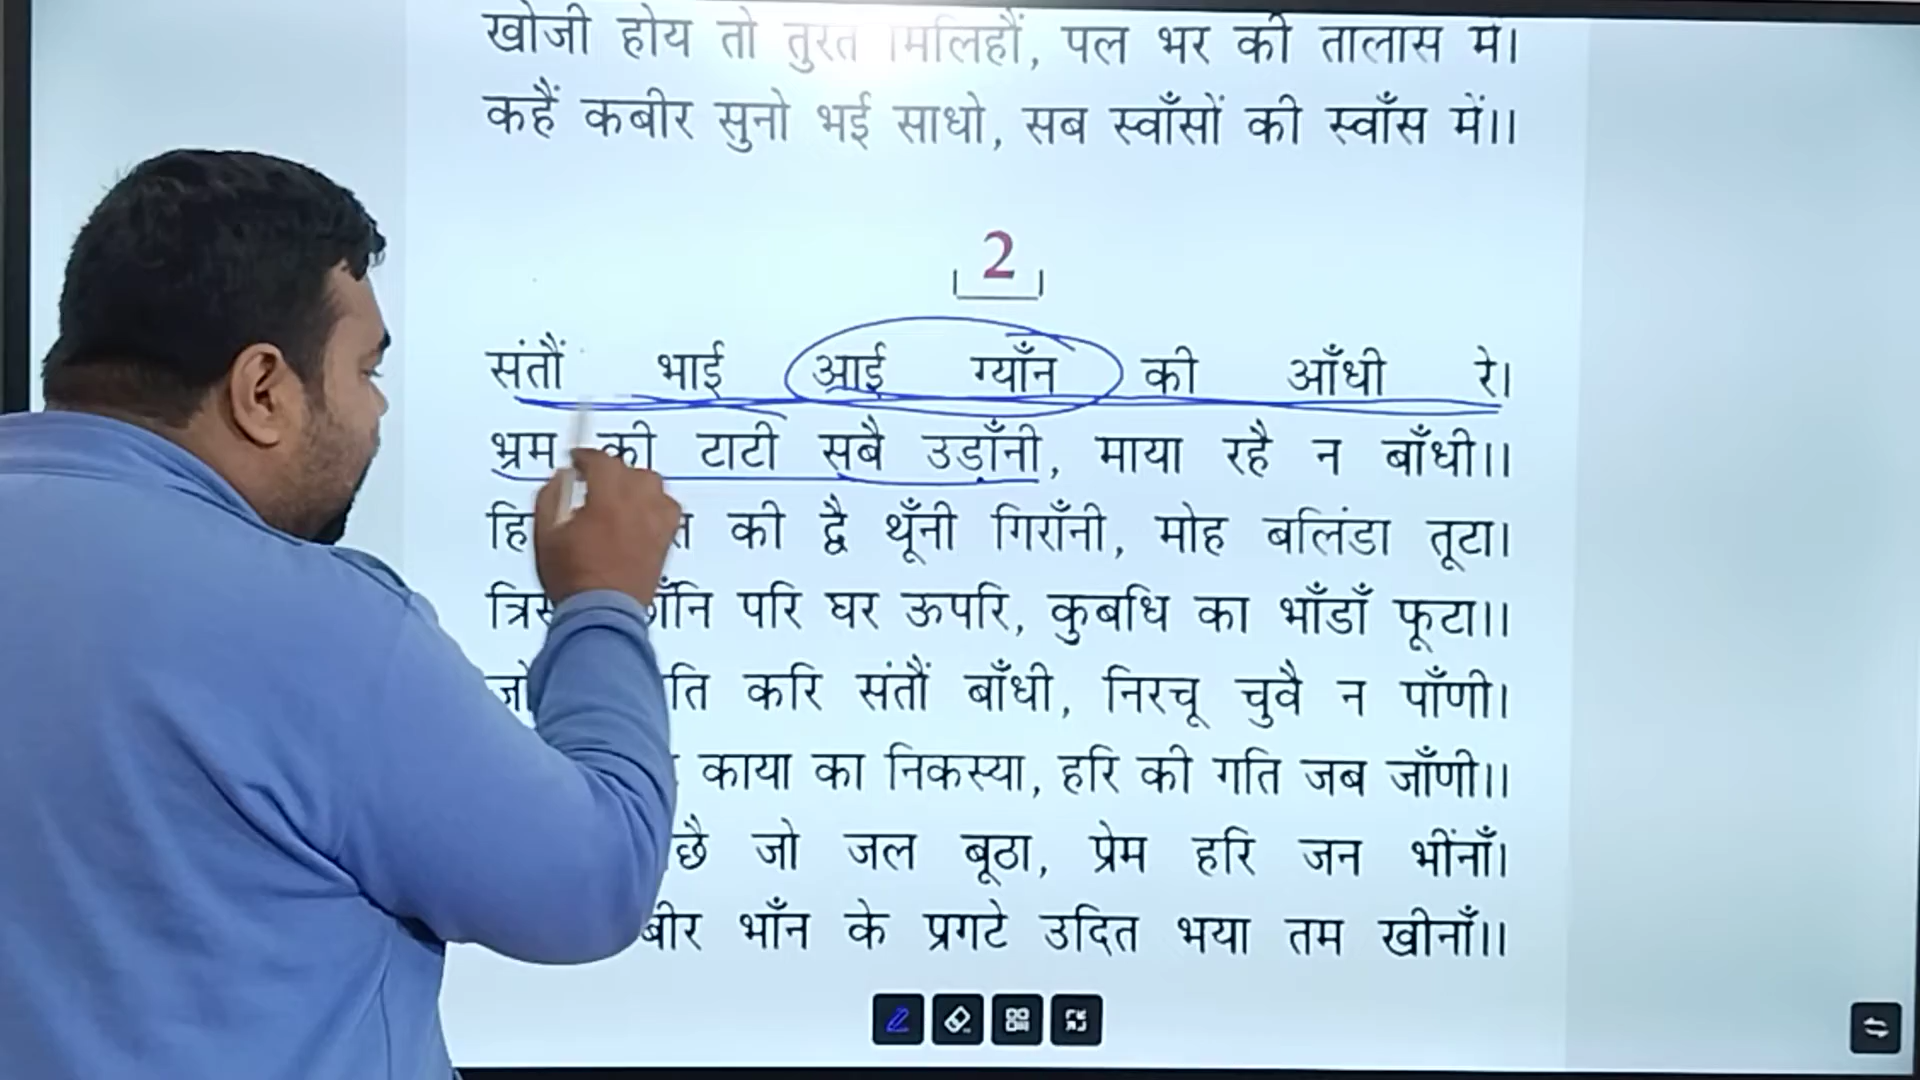 खोजी होय तो तुरतै मिलिहौं, पल भर की तालास में।
कहैं कबीर सुनो भई साधो, सब स्वाँसों की स्वाँस में।।
2
संतौं भाई आई ग्याँन की आँधी रे।
भ्रम की टाटी सबै उड़ाँनी, माया रहै न बाँधी।।
की द्वै थूँनी गिराँनी, मोह बलिंडा तूटा।
परि घर ऊपरि, कुबधि का भाँडाँ फूटा।।
करि संतौं बाँधी, निरचू चुवै न पाँणी।
काया का निकस्या, हरि की गति जब जाँणी।।
जो जल बूठा, प्रेम हरि जन भींनाँ।
भाँन के प्रगटे उदित भया तम खीनाँ।।